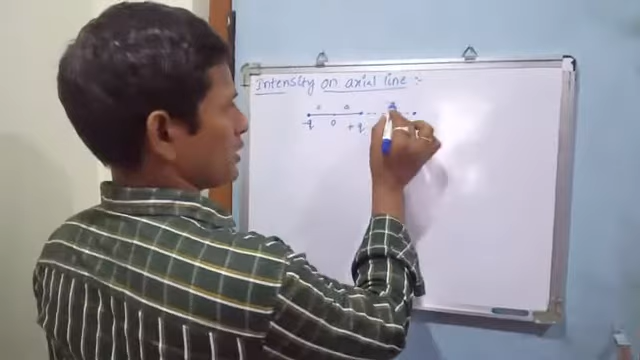 Intensity on axial line :-
-q o +q